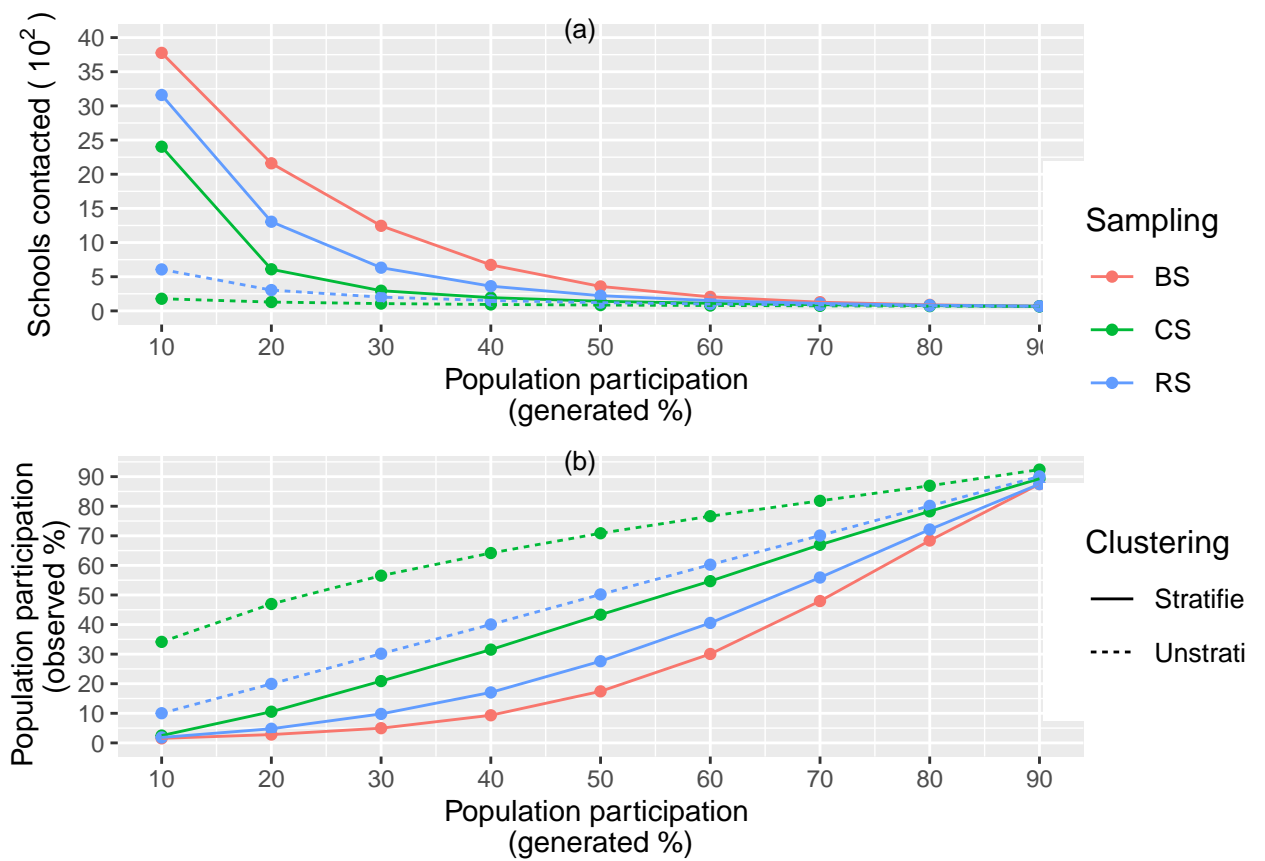 (a)
Schools contacted ( 10² )
40
35
30
25
20
15
10
5
0
10 20 30 40 50 60 70 80 90
Population participation
(generated %)
Sampling
BS
CS
RS
(b)
Population participation
(observed %)
90
80
70
60
50
40
30
20
10
0
10 20 30 40 50 60 70 80 90
Population participation
(generated %)
Clustering
Stratifie
Unstrati